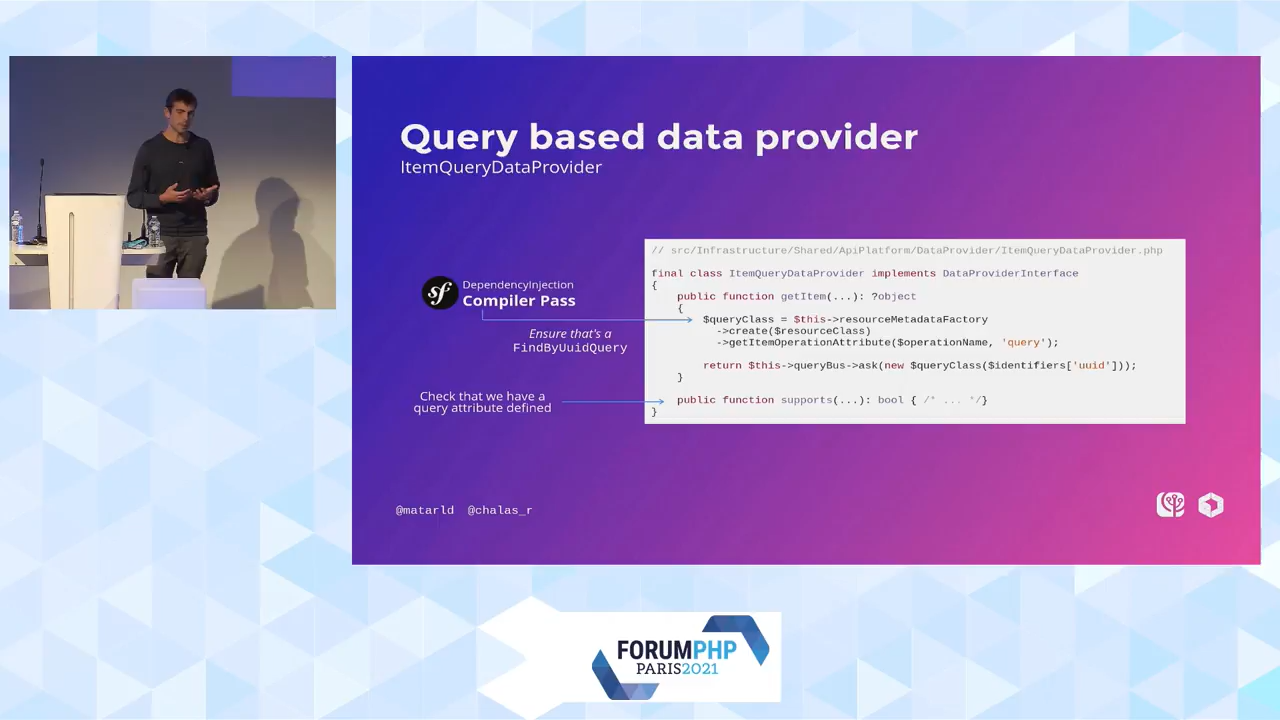 Query based data provider
ItemQueryDataProvider
// src/Infrastructure/Shared/ApiPlatform/DataProvider/ItemQueryDataProvider.php
final class ItemQueryDataProvider implements DataProviderInterface
{
public function getItem(...): ?object
{
$queryClass = $this->resourceMetadataFactory
->create($resourceClass)
->getItemOperationAttribute($operationName, 'query');
return $this->queryBus->ask(new $queryClass($identifiers['uuid']));
}
public function supports(...): bool { /* ... */}
}
sf
DependencyInjection
Compiler Pass
Ensure that's a
FindByUuidQuery
Check that we have a
query attribute defined
@matarld @chalas_r
FORUMPHP
PARIS2021